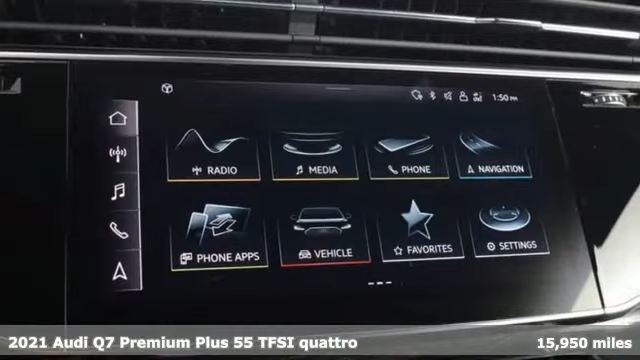 1:50 PM
RADIO
MEDIA
PHONE
NAVIGATION
PHONE APPS
VEHICLE
FAVORITES
SETTINGS
2021 Audi Q7 Premium Plus 55 TFSI quattro
15,950 miles